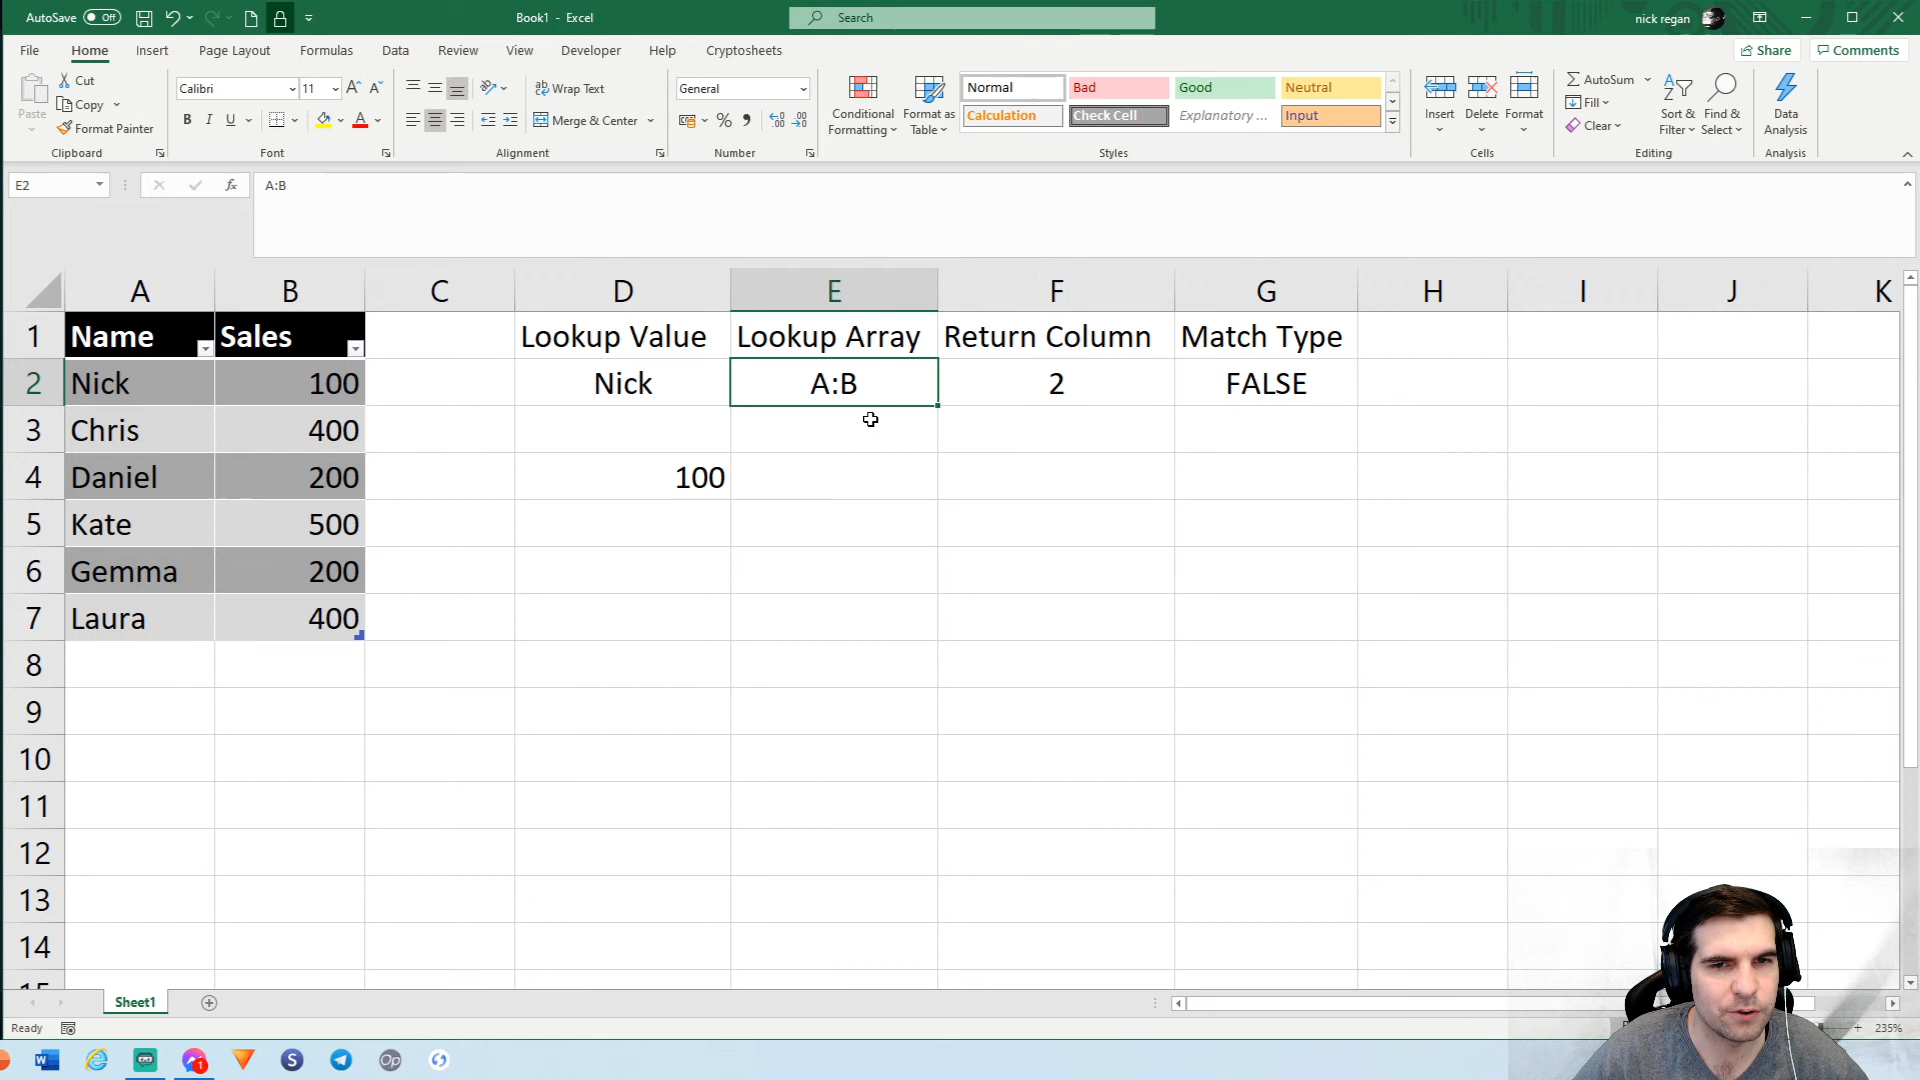 AutoSave Off Book1 - Excel Search nick regan
File Home Insert Page Layout Formulas Data Review View Developer Help Cryptosheets Share Comments
Paste Cut Copy Format Painter Clipboard
Calibri 11 A A B I U A Font
ab Wrap Text Merge & Center Alignment
General % 9 Number
Conditional Formatting Format as Table
Normal Bad Good Neutral
Calculation Check Cell Explanatory ... Input
Styles
Insert Delete Format Cells
AutoSum Fill Clear Sort & Filter Find & Select Editing
Data Analysis Analysis
E2 fx A:B
A B C D E F G H I J K
1 Name Sales Lookup Value Lookup Array Return Column Match Type
2 Nick 100 Nick A:B 2 FALSE
3 Chris 400
4 Daniel 200 100
5 Kate 500
6 Gemma 200
7 Laura 400
8
9
10
11
12
13
14
15
Sheet1
Ready 235%
W S Op 1